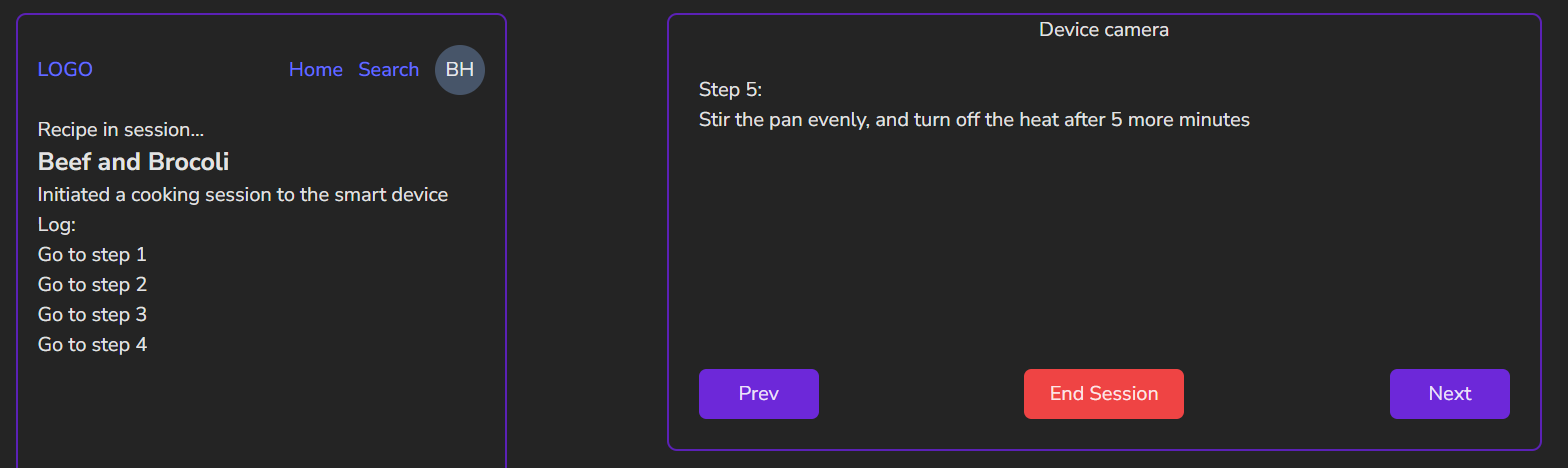 LOGO
Home
Search
BH
Recipe in session...
Beef and Brocoli
Initiated a cooking session to the smart device
Log:
Go to step 1
Go to step 2
Go to step 3
Go to step 4
Device camera
Step 5:
Stir the pan evenly, and turn off the heat after 5 more minutes
Prev
End Session
Next